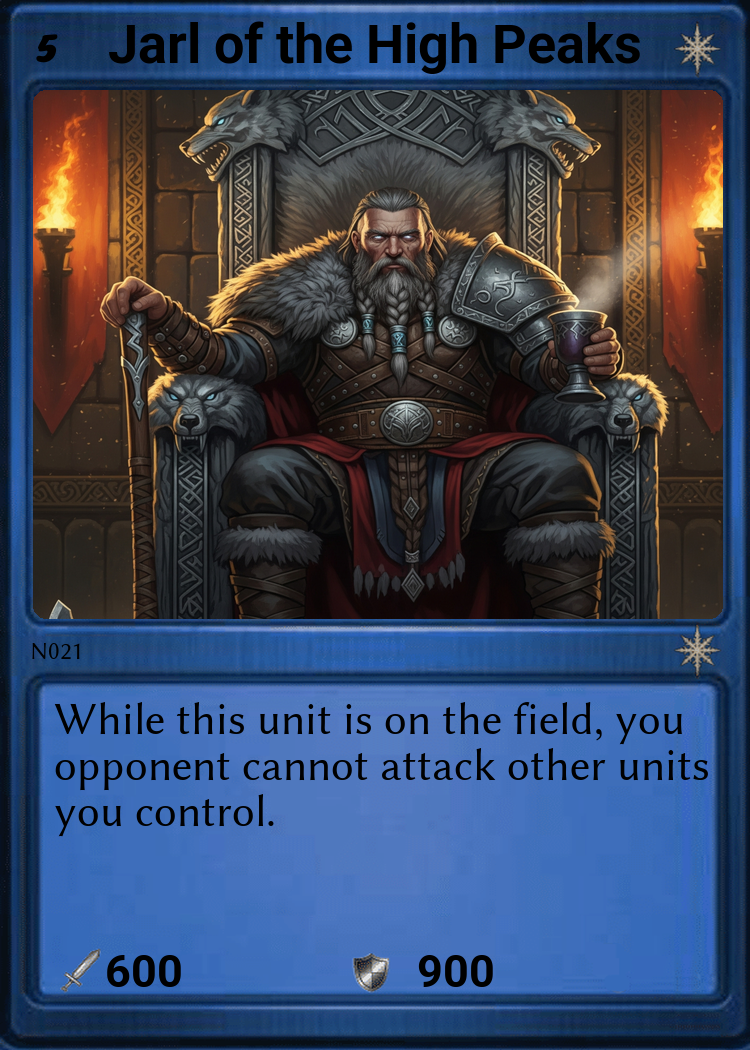 5 Jarl of the High Peaks
N021
While this unit is on the field, you
opponent cannot attack other units
you control.
600 900